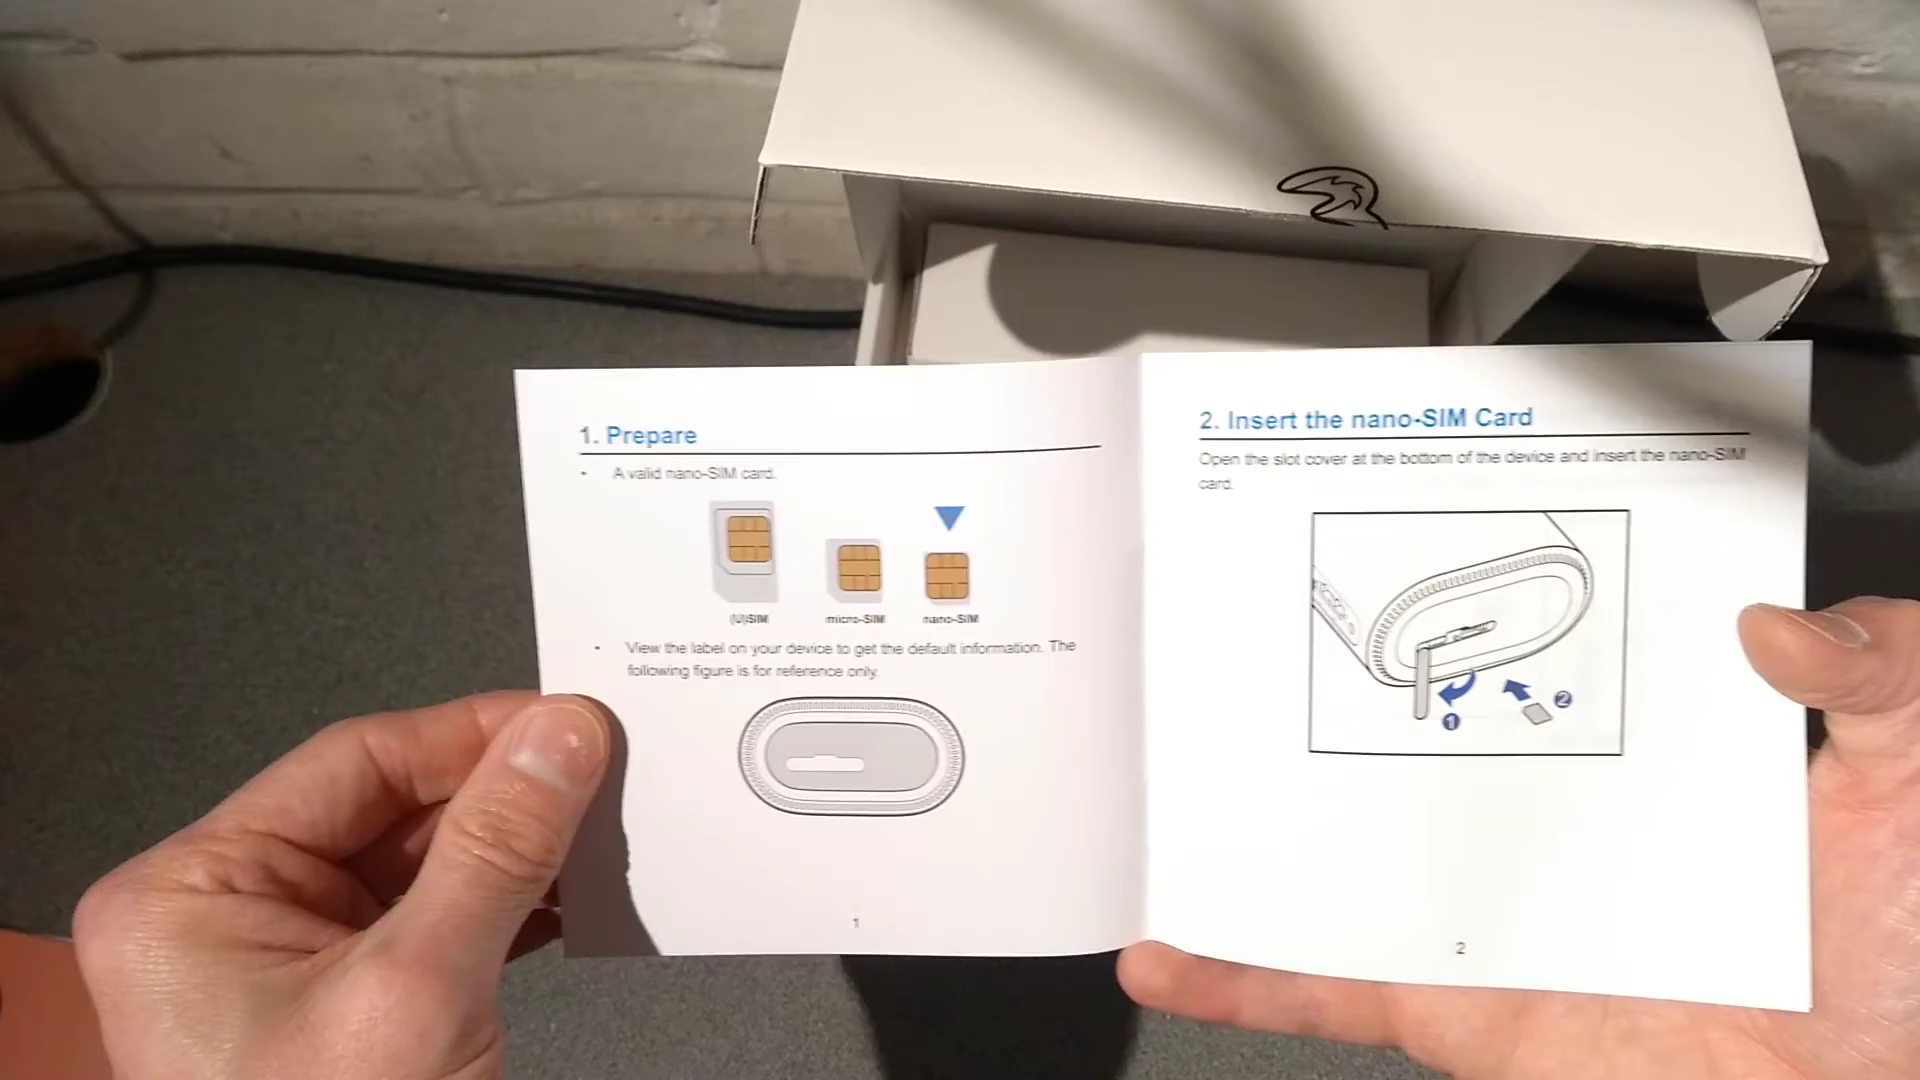 1. Prepare
• A valid nano-SIM card.
(U)SIM
micro-SIM
nano-SIM
• View the label on your device to get the default information. The
following figure is for reference only.
1
2. Insert the nano-SIM Card
Open the slot cover at the bottom of the device and insert the nano-SIM
card.
1
2
2